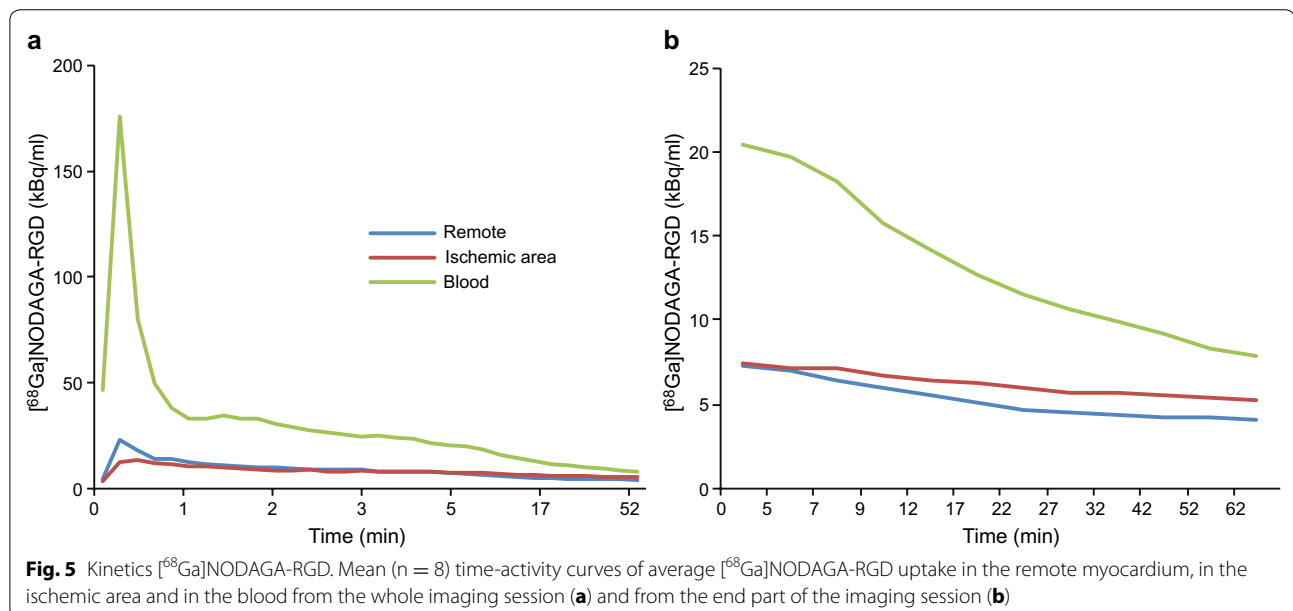 a
200
150
100
50
0
[⁶⁸Ga]NODAGA-RGD (kBq/ml)
Remote
Ischemic area
Blood
0 1 2 3 5 17 52
Time (min)
b
25
20
15
10
5
0
[⁶⁸Ga]NODAGA-RGD (kBq/ml)
0 5 7 9 12 17 22 27 32 42 52 62
Time (min)
Fig. 5 Kinetics [⁶⁸Ga]NODAGA-RGD. Mean (n = 8) time-activity curves of average [⁶⁸Ga]NODAGA-RGD uptake in the remote myocardium, in the
ischemic area and in the blood from the whole imaging session (a) and from the end part of the imaging session (b)